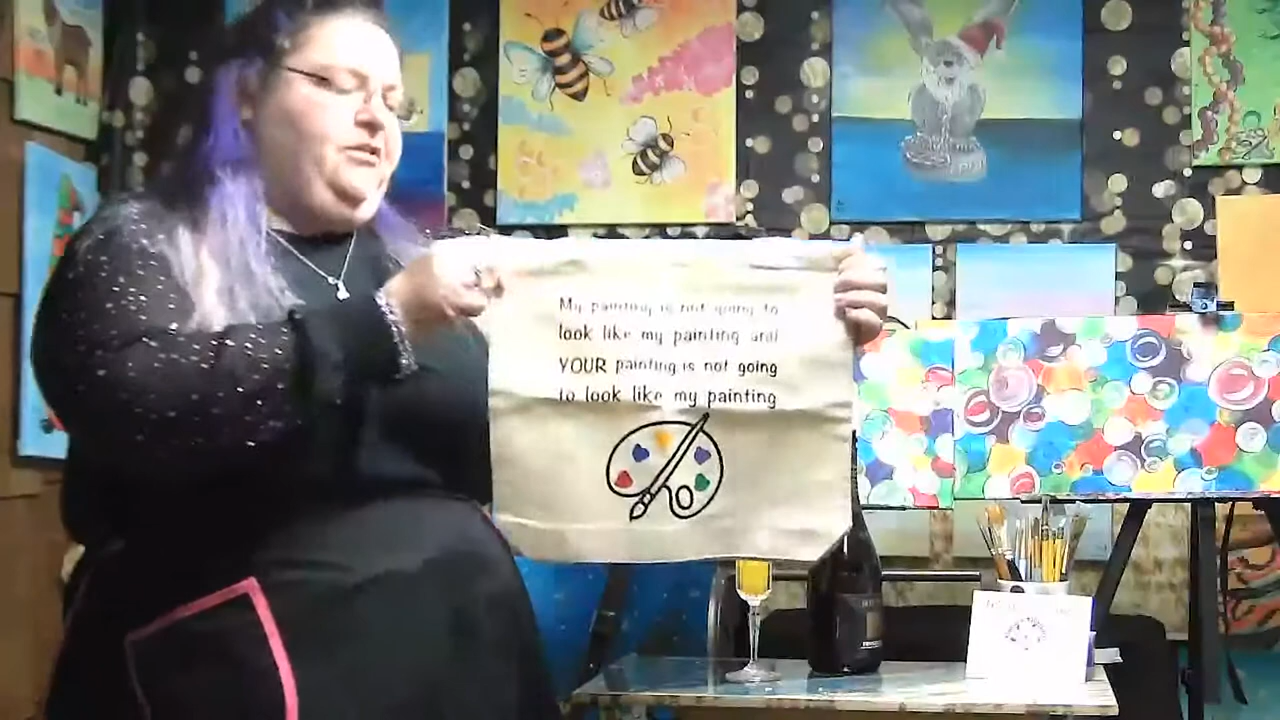 My painting is not going to
look like my painting and
YOUR painting is not going
to look like my painting